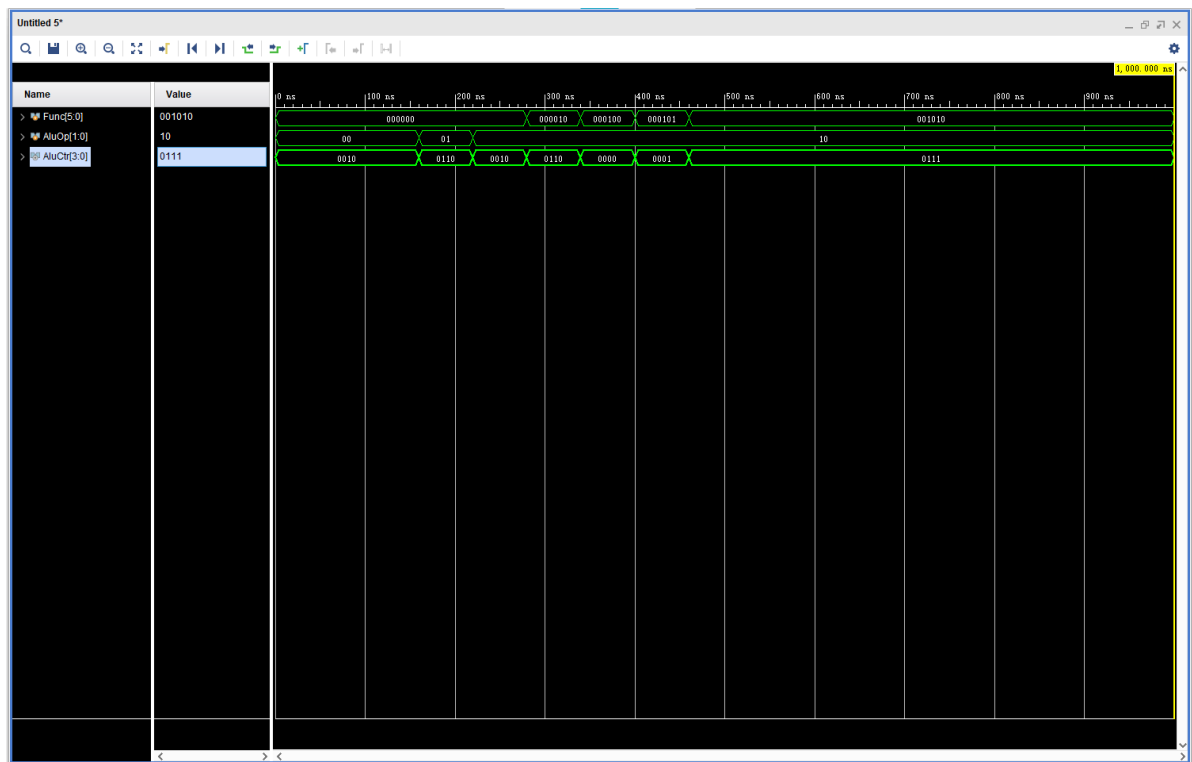 Untitled 5*
1,000.000 ns
Name Value
0 ns 100 ns 200 ns 300 ns 400 ns 500 ns 600 ns 700 ns 800 ns 900 ns
Func[5:0] 001010 000000 000010 000100 000101 001010
AluOp[1:0] 10 00 01 10
AluCtr[3:0] 0111 0010 0110 0010 0110 0000 0001 0111